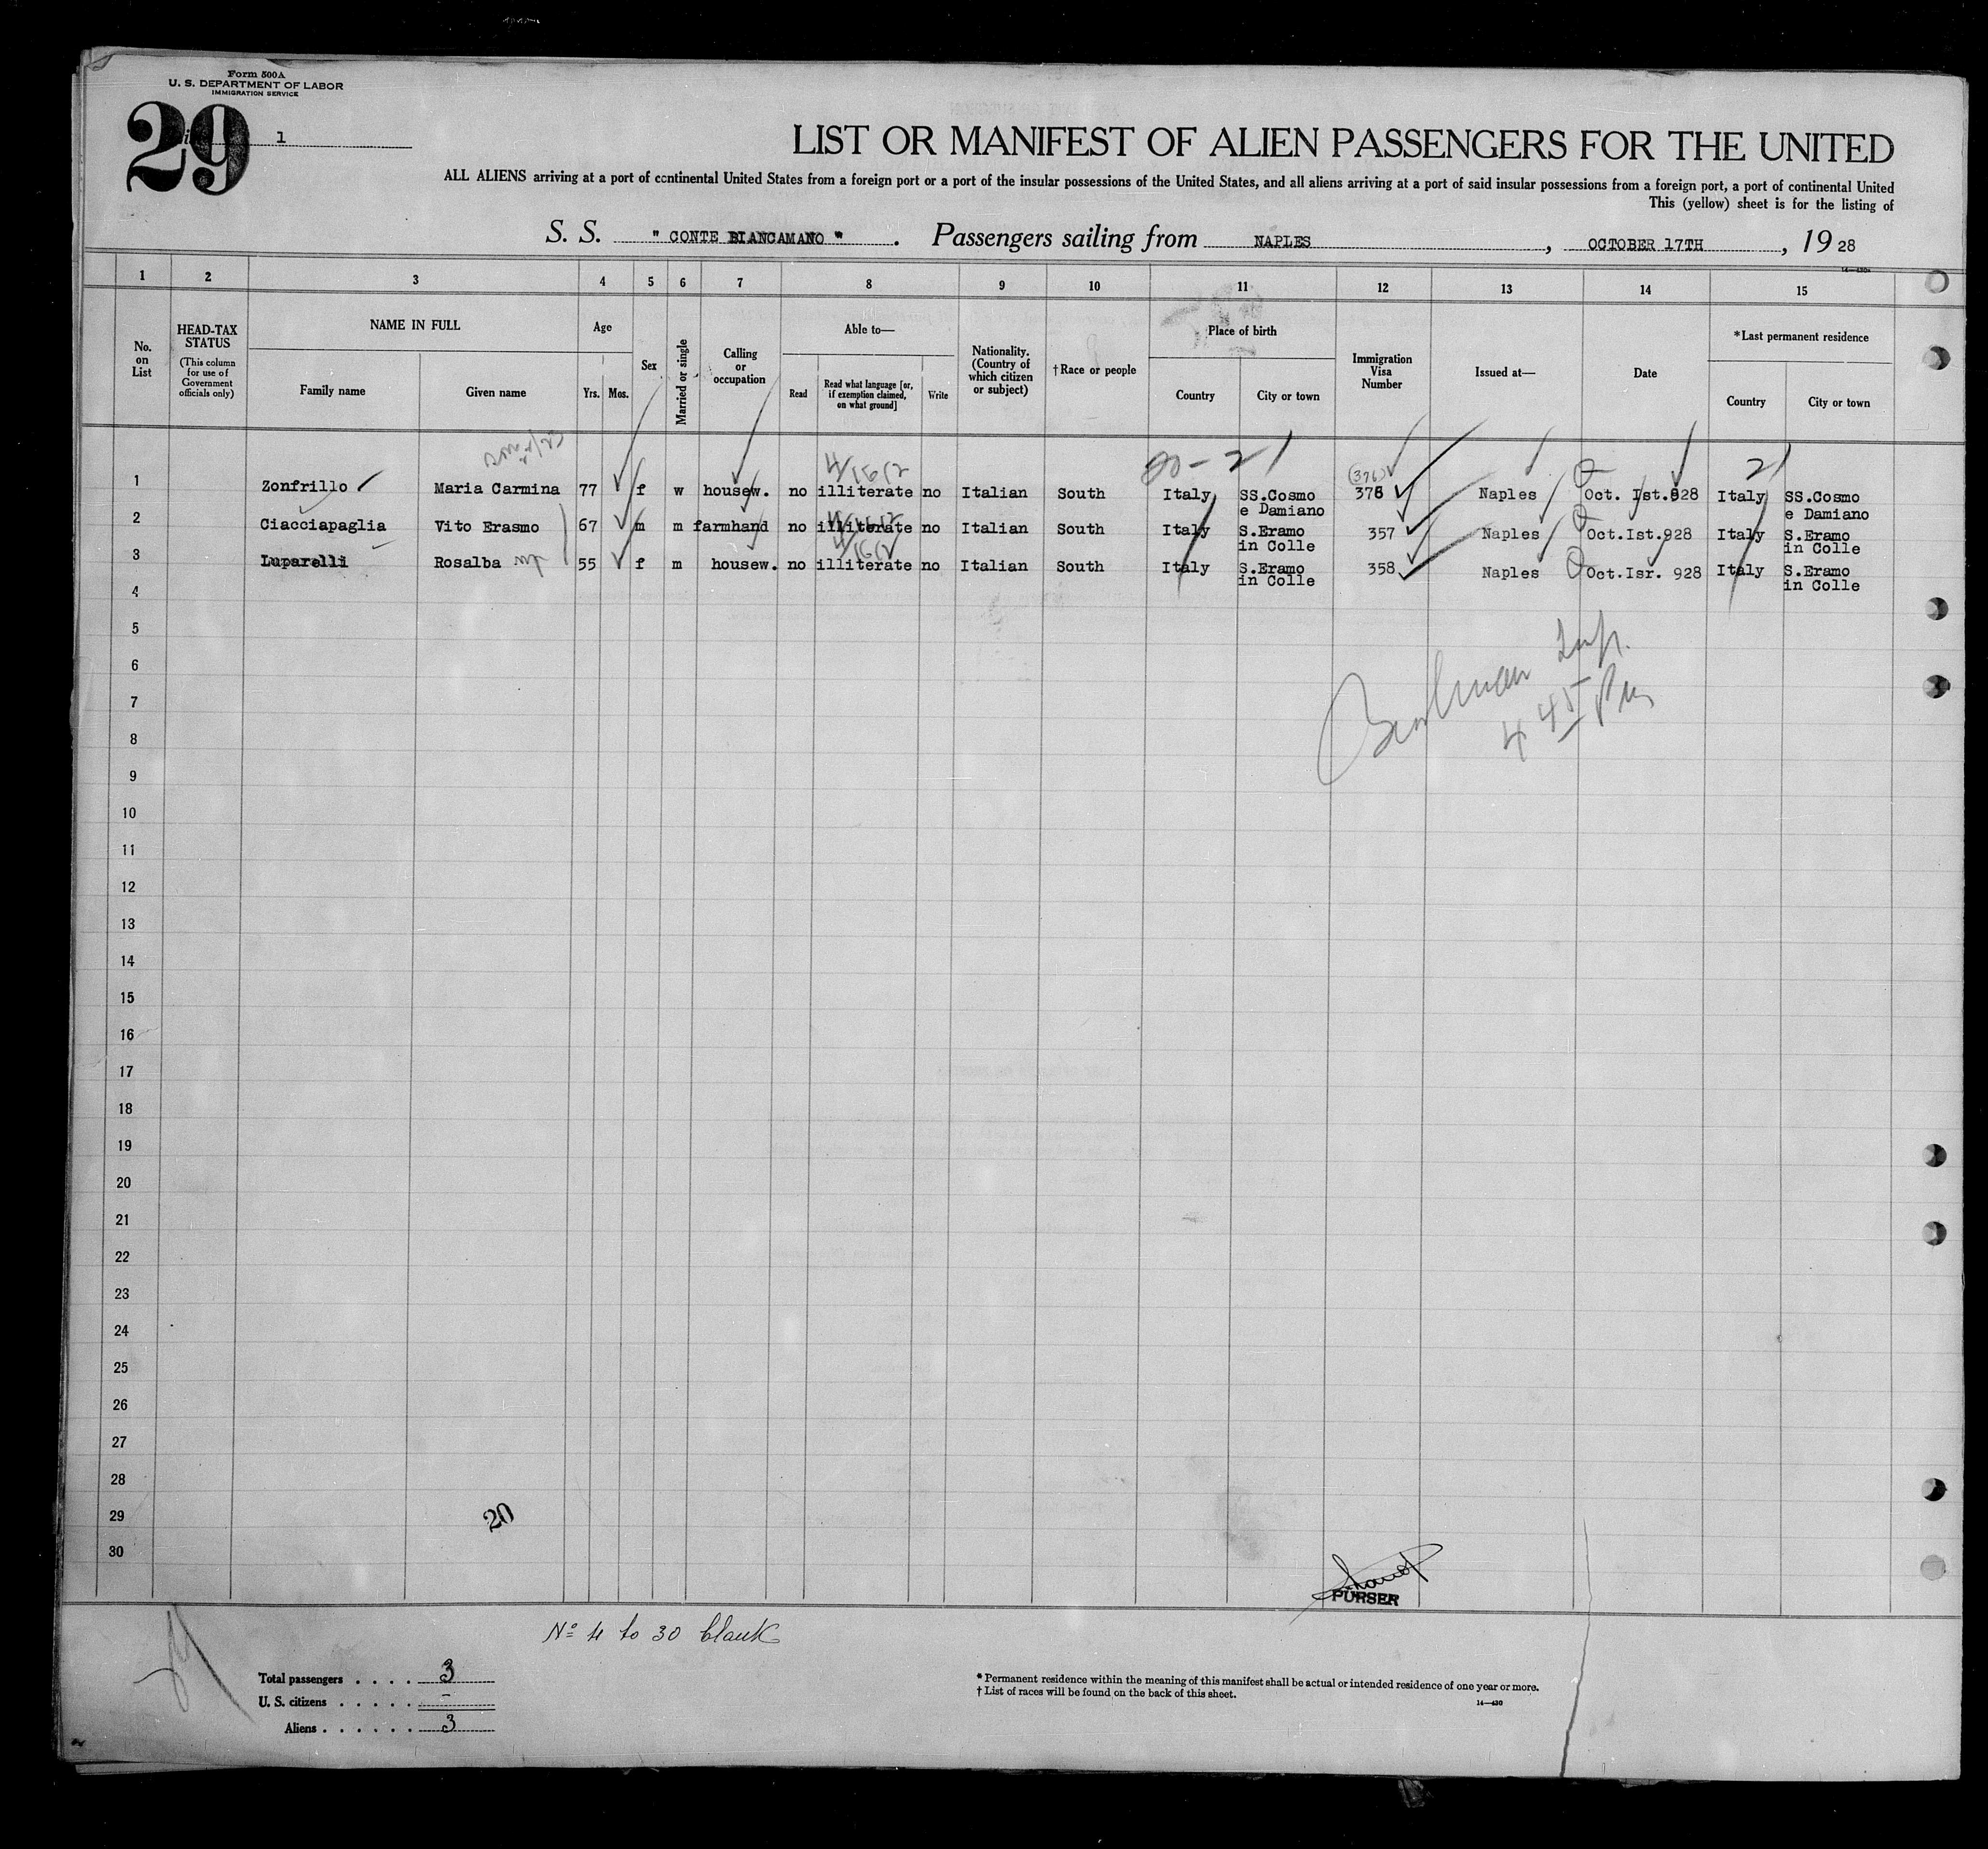 Form 500A
U. S. DEPARTMENT OF LABOR
IMMIGRATION SERVICE
29
1
LIST OR MANIFEST OF ALIEN PASSENGERS FOR THE UNITED
ALL ALIENS arriving at a port of continental United States from a foreign port or a port of the insular possessions of the United States, and all aliens arriving at a port of said insular possessions from a foreign port, a port of continental United
This (yellow) sheet is for the listing of
S. S. " CONTE BIANCAMANO " . Passengers sailing from NAPLES , OCTOBER 17TH , 19 28
14—430a
1 2 3 4 5 6 7 8 9 10 11 12 13 14 15
No. on List
HEAD-TAX STATUS
(This column for use of Government officials only)
NAME IN FULL
Family name
Given name
Age
Yrs. Mos.
Sex
Married or single
Calling or occupation
Able to—
Read
Read what language [or, if exemption claimed, on what ground]
Write
Nationality. (Country of which citizen or subject)
†Race or people
Place of birth
Country
City or town
Immigration Visa Number
Issued at—
Date
*Last permanent residence
Country
City or town
20-21
21
(376)
1 Zonfrillo Maria Carmina 77 f w housew. no illiterate no Italian South Italy SS.Cosmo e Damiano 376 Naples Oct. Ist.928 Italy SS.Cosmo e Damiano
2 Ciacciapaglia Vito Erasmo 67 m m farmhand no illiterate no Italian South Italy S.Eramo in Colle 357 Naples Oct.Ist.928 Italy S.Eramo in Colle
3 Luparelli Rosalba 55 f m housew. no illiterate no Italian South Italy S.Eramo in Colle 358 Naples Oct.Isr. 928 Italy S.Eramo in Colle
4
5
6
7
8
9
10
11
12
13
14
15
16
17
18
19
20
21
22
23
24
25
26
27
28
29
30
4 45 Pm
20
PURSER
No 4 to 30 blank
Total passengers . . . . 3
U. S. citizens . . . . . -
Aliens . . . . . . 3
* Permanent residence within the meaning of this manifest shall be actual or intended residence of one year or more.
† List of races will be found on the back of this sheet.
14—430